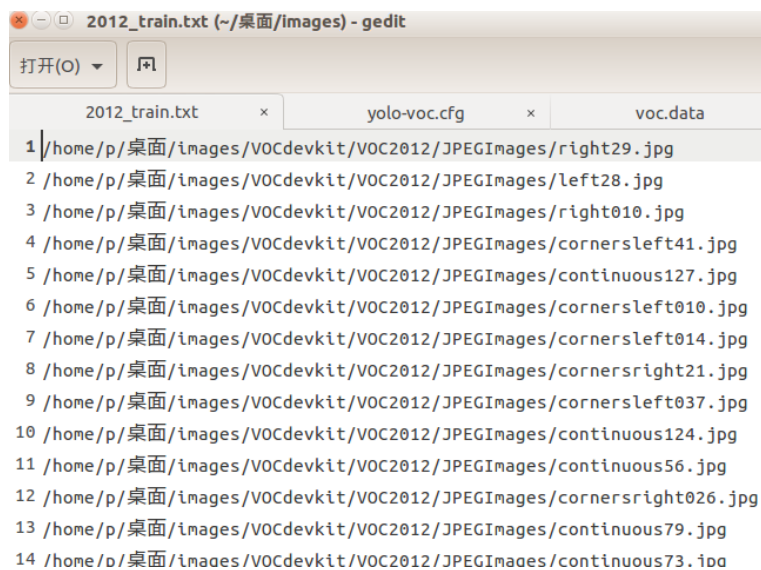 2012_train.txt (~/桌面/images) - gedit
打开(O)
2012_train.txt × yolo-voc.cfg × voc.data
1 /home/p/桌面/images/VOCdevkit/VOC2012/JPEGImages/right29.jpg
2 /home/p/桌面/images/VOCdevkit/VOC2012/JPEGImages/left28.jpg
3 /home/p/桌面/images/VOCdevkit/VOC2012/JPEGImages/right010.jpg
4 /home/p/桌面/images/VOCdevkit/VOC2012/JPEGImages/cornersleft41.jpg
5 /home/p/桌面/images/VOCdevkit/VOC2012/JPEGImages/continuous127.jpg
6 /home/p/桌面/images/VOCdevkit/VOC2012/JPEGImages/cornersleft010.jpg
7 /home/p/桌面/images/VOCdevkit/VOC2012/JPEGImages/cornersleft014.jpg
8 /home/p/桌面/images/VOCdevkit/VOC2012/JPEGImages/cornersright21.jpg
9 /home/p/桌面/images/VOCdevkit/VOC2012/JPEGImages/cornersleft037.jpg
10 /home/p/桌面/images/VOCdevkit/VOC2012/JPEGImages/continuous124.jpg
11 /home/p/桌面/images/VOCdevkit/VOC2012/JPEGImages/continuous56.jpg
12 /home/p/桌面/images/VOCdevkit/VOC2012/JPEGImages/cornersright026.jpg
13 /home/p/桌面/images/VOCdevkit/VOC2012/JPEGImages/continuous79.jpg
14 /home/p/桌面/images/VOCdevkit/VOC2012/JPEGImages/continuous73.jpg